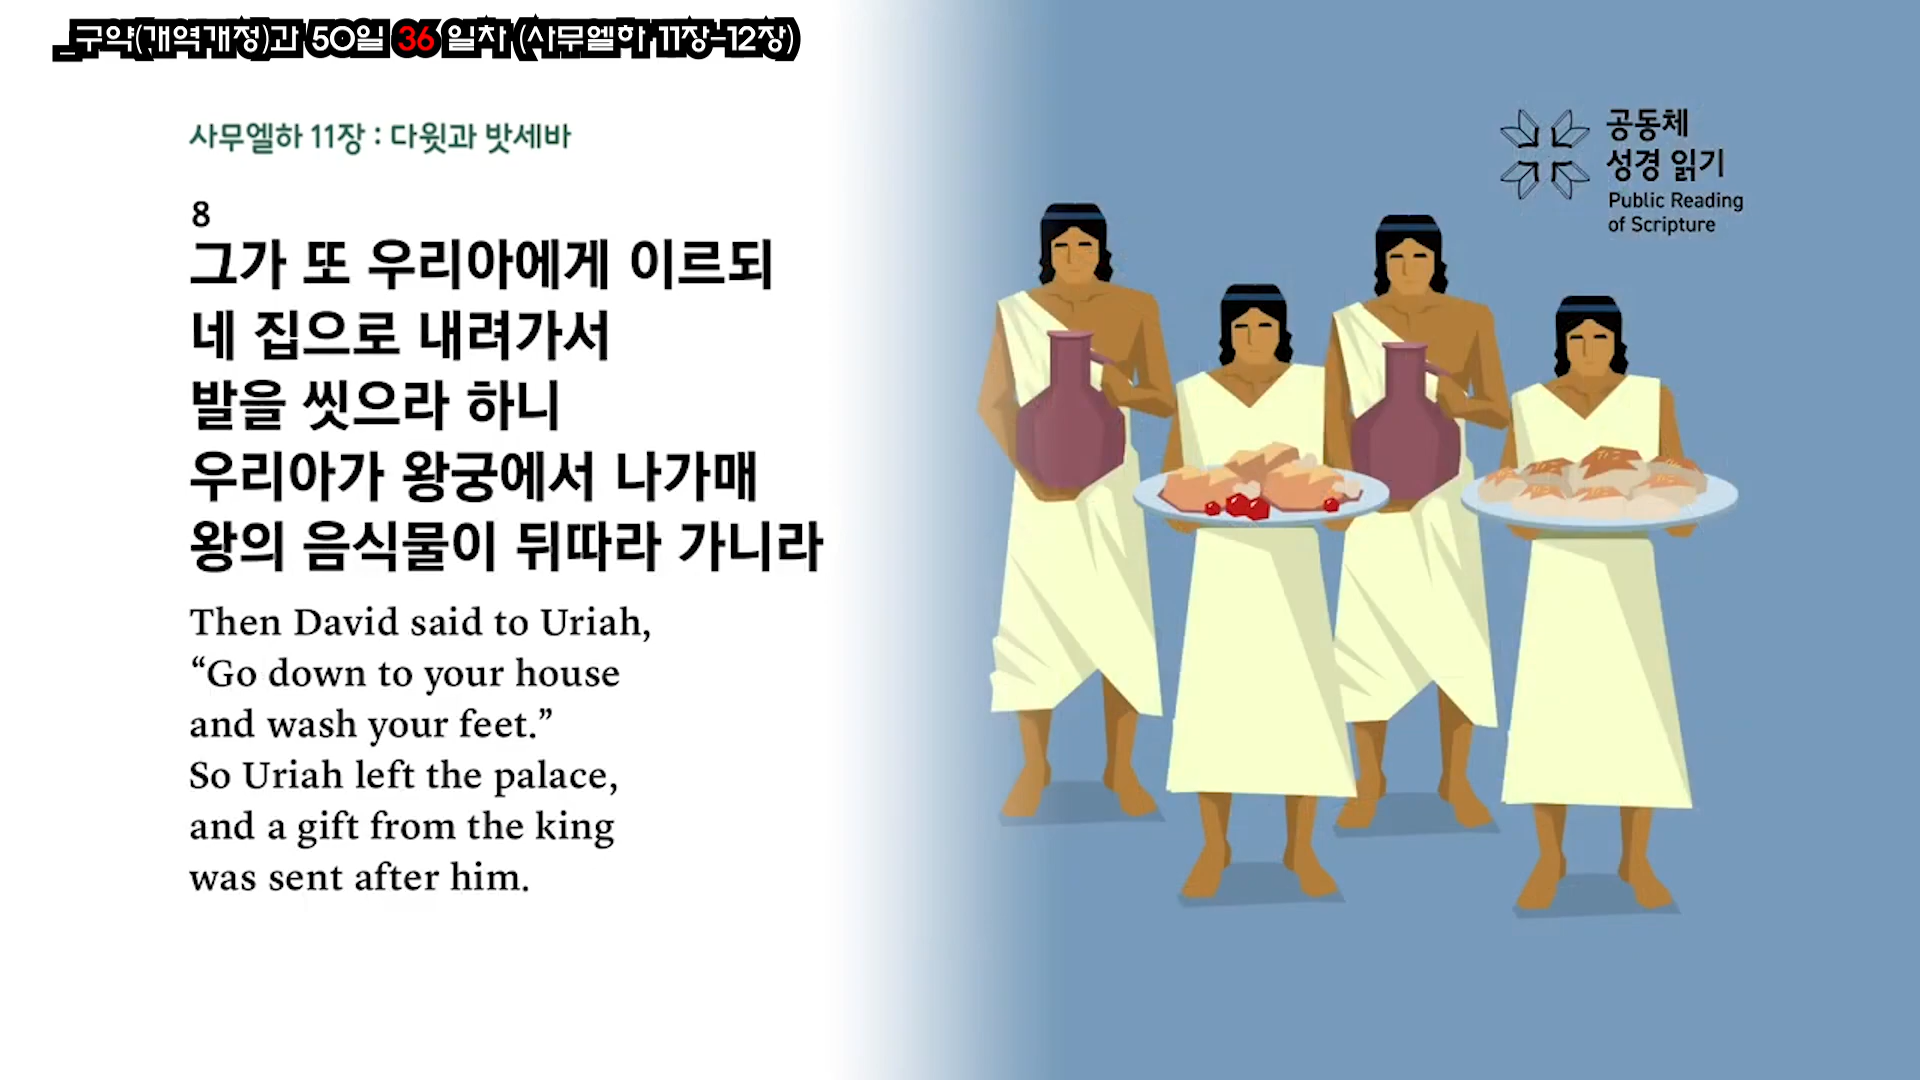 _구약(개역개정)과 50일 36 일차 (사무엘하 11장-12장)
사무엘하 11장 : 다윗과 밧세바
8
그가 또 우리아에게 이르되
네 집으로 내려가서
발을 씻으라 하니
우리아가 왕궁에서 나가매
왕의 음식물이 뒤따라 가니라
Then David said to Uriah,
“Go down to your house
and wash your feet.”
So Uriah left the palace,
and a gift from the king
was sent after him.
공동체
성경 읽기
Public Reading
of Scripture